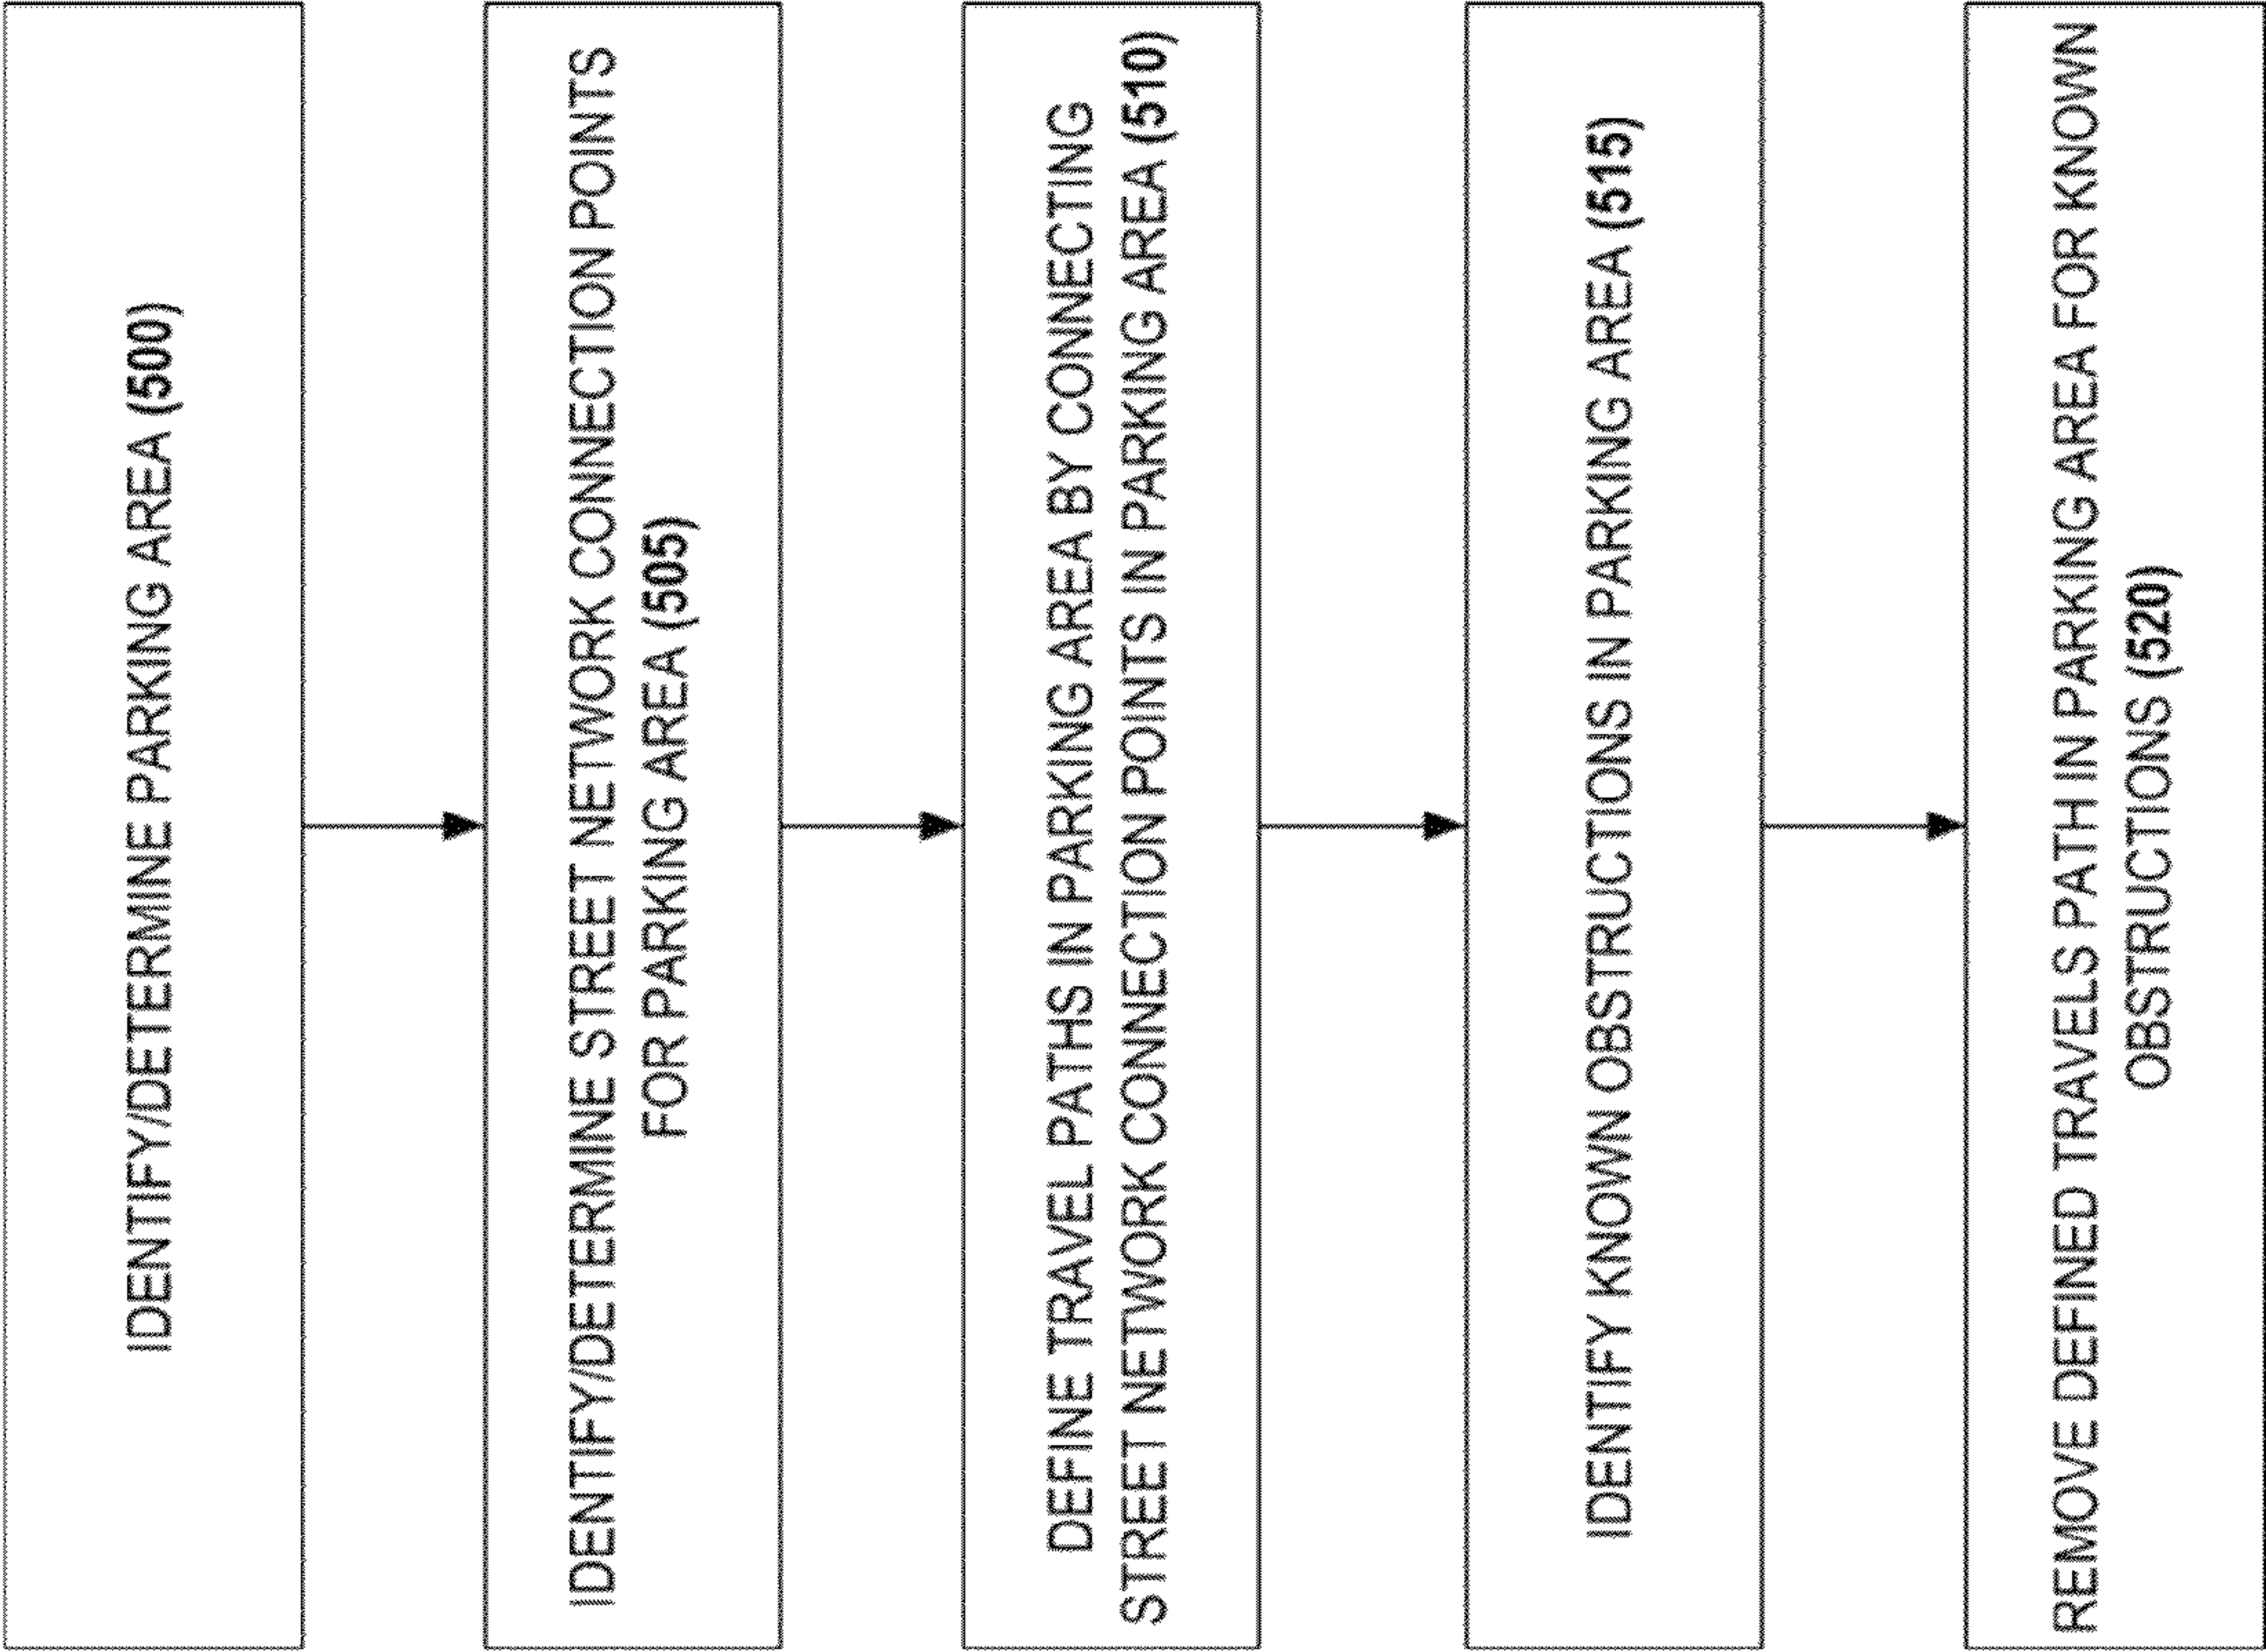 IDENTIFY/DETERMINE PARKING AREA (500)
IDENTIFY/DETERMINE STREET NETWORK CONNECTION POINTS
FOR PARKING AREA (505)
DEFINE TRAVEL PATHS IN PARKING AREA BY CONNECTING
STREET NETWORK CONNECTION POINTS IN PARKING AREA (510)
IDENTIFY KNOWN OBSTRUCTIONS IN PARKING AREA (515)
REMOVE DEFINED TRAVELS PATH IN PARKING AREA FOR KNOWN
OBSTRUCTIONS (520)